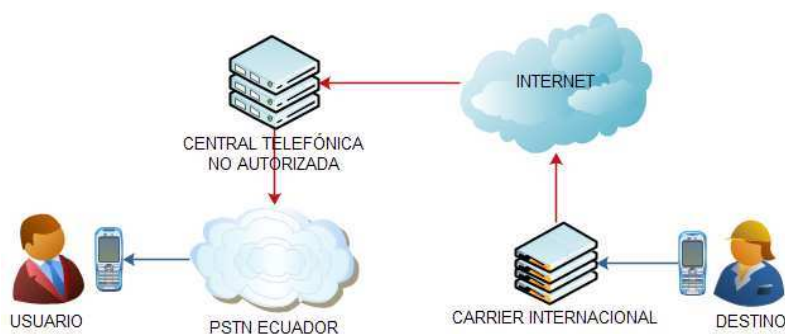 INTERNET
CENTRAL TELEFÓNICA
NO AUTORIZADA
USUARIO
PSTN ECUADOR
CARRIER INTERNACIONAL
DESTINO